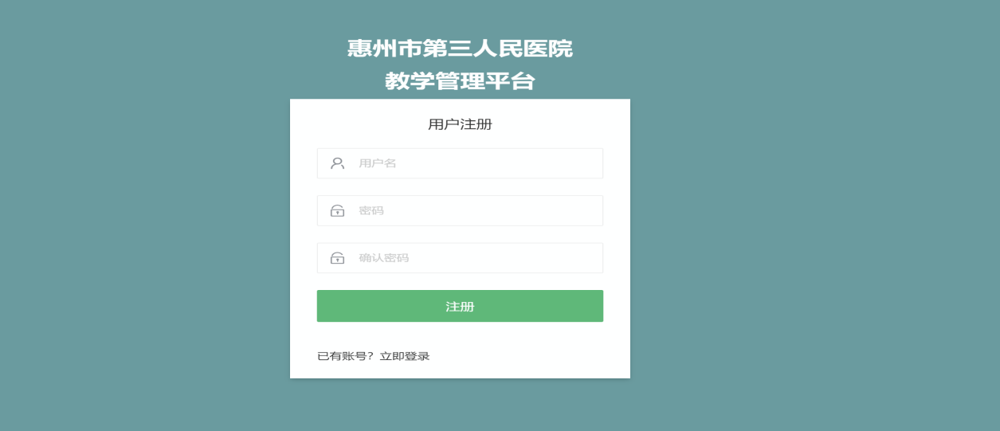 惠州市第三人民医院
教学管理平台
用户注册
用户名
密码
确认密码
注册
已有账号？立即登录